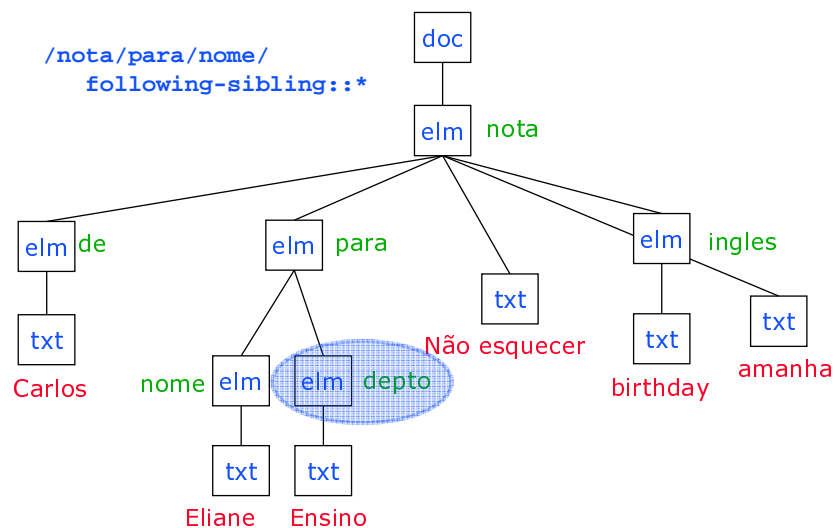 /nota/para/nome/
following-sibling::*
doc
elm nota
elm de
elm para
elm ingles
txt
txt
txt
txt
Não esquecer
Carlos
birthday
amanha
nome elm
elm depto
txt
txt
Eliane
Ensino